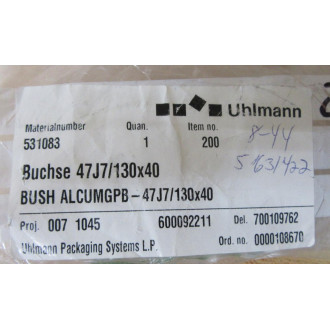 Uhlmann
Materialnumber Quan. Item no.
531083 1 200
8-44
Buchse 47J7/130x40
BUSH ALCUMGPB-47J7/130x40
Proj. 007 1045 600092211 Del. 700109762
Uhlmann Packaging Systems L.P. Ord. no. 0000108670